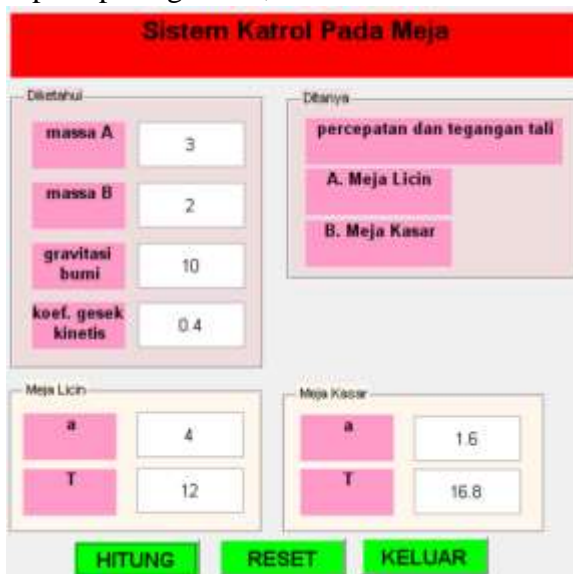 Sistem Katrol Pada Meja
Diketahui
massa A
3
massa B
2
gravitasi
bumi
10
koef. gesek
kinetis
0.4
Ditanya
percepatan dan tegangan tali
A. Meja Licin
B. Meja Kasar
Meja Licin
a
4
T
12
Meja Kasar
a
1.6
T
16.8
HITUNG
RESET
KELUAR